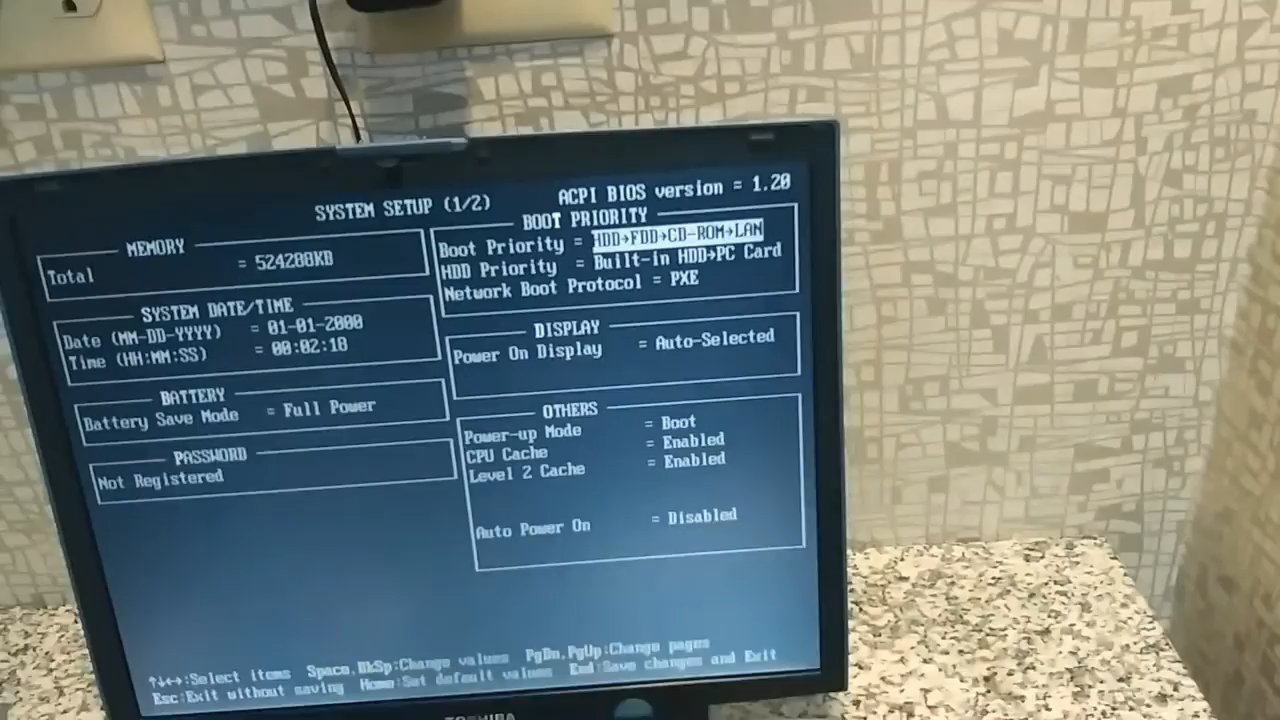 SYSTEM SETUP (1/2) ACPI BIOS version = 1.20
MEMORY
Total = 524288KB
SYSTEM DATE/TIME
Date (MM-DD-YYYY) = 01-01-2000
Time (HH:MM:SS) = 00:02:18
BATTERY
Battery Save Mode = Full Power
PASSWORD
Not Registered
BOOT PRIORITY
Boot Priority = HDD→FDD→CD-ROM→LAN
HDD Priority = Built-in HDD→PC Card
Network Boot Protocol = PXE
DISPLAY
Power On Display = Auto-Selected
OTHERS
Power-up Mode = Boot
CPU Cache = Enabled
Level 2 Cache = Enabled
Auto Power On = Disabled
↑↓←→:Select items Space,BkSp:Change values PgDn,PgUp:Change pages
Esc:Exit without saving Home:Set default values End:Save changes and Exit
TOSHIBA